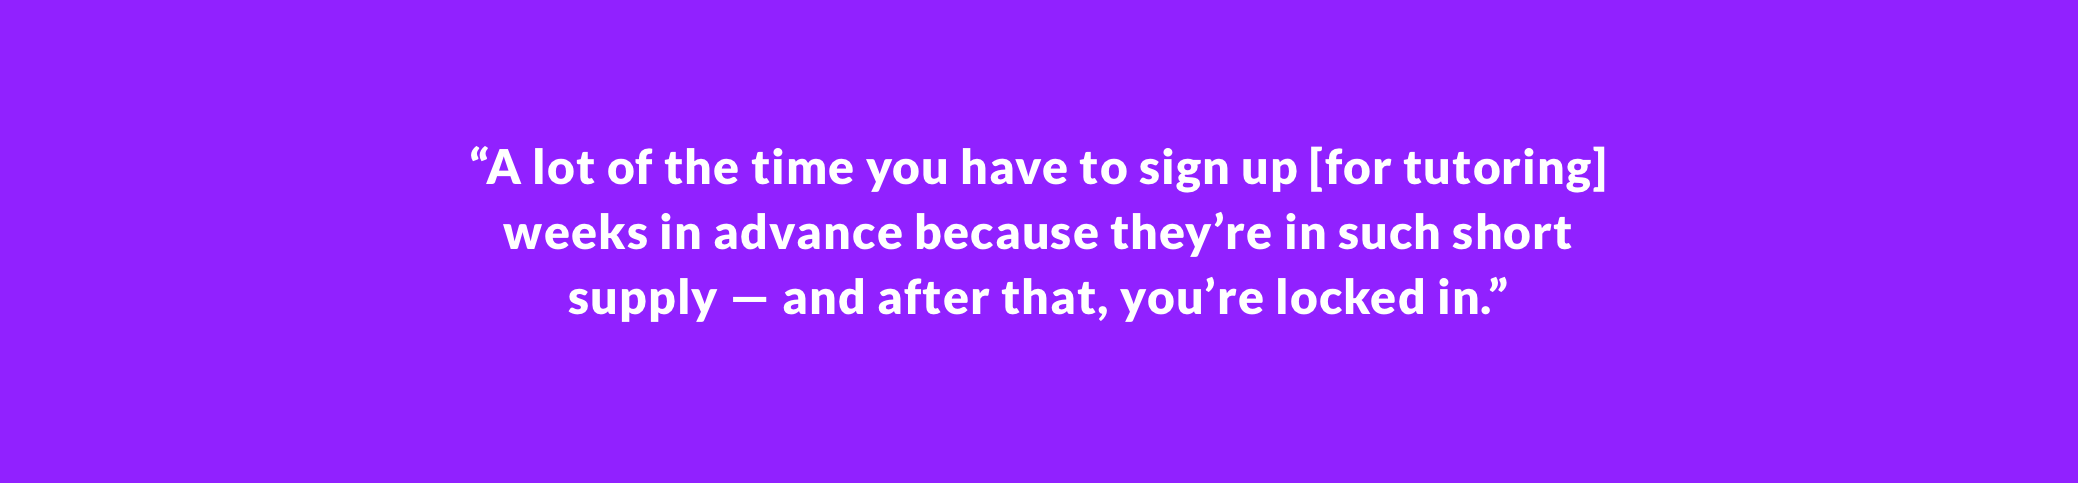 “A lot of the time you have to sign up [for tutoring]
weeks in advance because they’re in such short
supply — and after that, you’re locked in.”